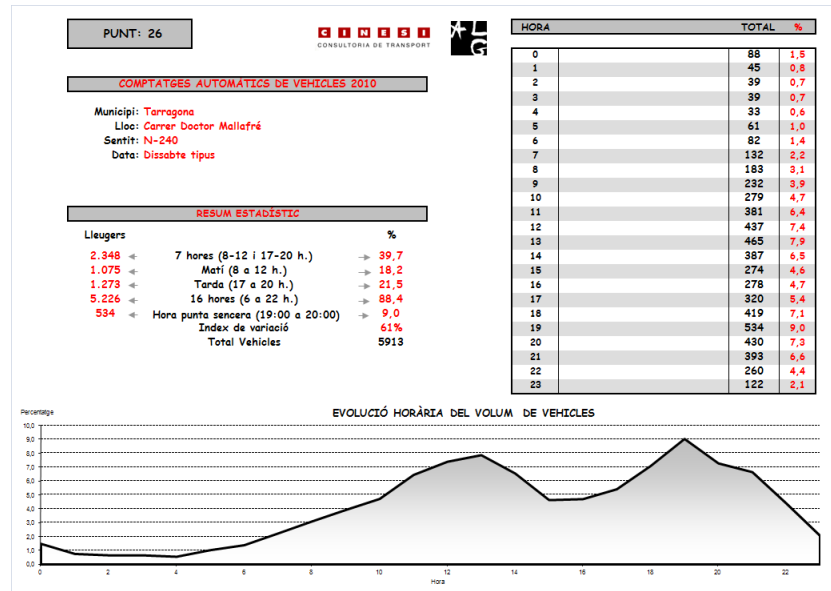 PUNT: 26
CINESI
CONSULTORIA DE TRANSPORT
ALG
COMPTATGES AUTOMÀTICS DE VEHICLES 2010
Municipi: Tarragona
Lloc: Carrer Doctor Mallafré
Sentit: N-240
Data: Dissabte tipus
RESUM ESTADÍSTIC
Lleugers %
2.348 7 hores (8-12 i 17-20 h.) 39,7
1.075 Matí (8 a 12 h.) 18,2
1.273 Tarda (17 a 20 h.) 21,5
5.226 16 hores (6 a 22 h.) 88,4
534 Hora punta sencera (19:00 a 20:00) 9,0
Index de variació 61%
Total Vehicles 5913
HORA TOTAL %
0 88 1,5
1 45 0,8
2 39 0,7
3 39 0,7
4 33 0,6
5 61 1,0
6 82 1,4
7 132 2,2
8 183 3,1
9 232 3,9
10 279 4,7
11 381 6,4
12 437 7,4
13 465 7,9
14 387 6,5
15 274 4,6
16 278 4,7
17 320 5,4
18 419 7,1
19 534 9,0
20 430 7,3
21 393 6,6
22 260 4,4
23 122 2,1
Percentatge
EVOLUCIÓ HORÀRIA DEL VOLUM DE VEHICLES
10,0
9,0
8,0
7,0
6,0
5,0
4,0
3,0
2,0
1,0
0,0
0 2 4 6 8 10 12 14 16 18 20 22
Hora